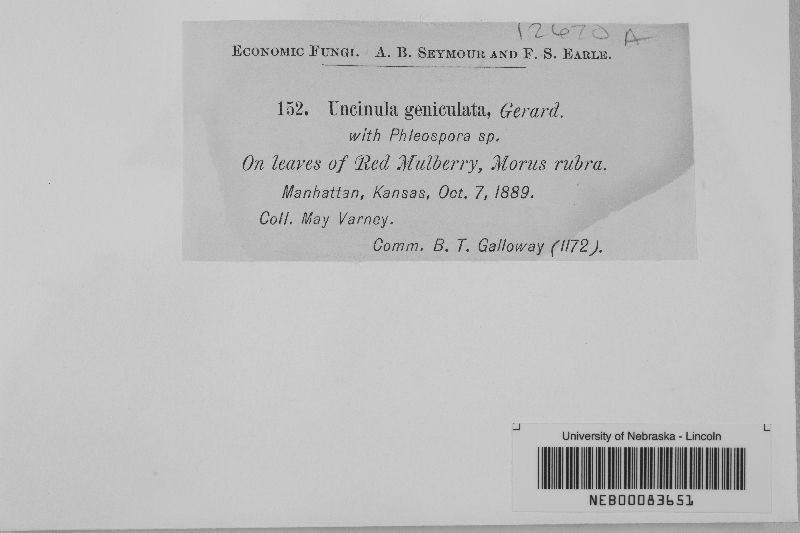 12670 A
Economic Fungi. A. B. Seymour and F. S. Earle.
152. Uncinula geniculata, Gerard.
with Phleospora sp.
On leaves of Red Mulberry, Morus rubra.
Manhattan, Kansas, Oct. 7, 1889.
Coll. May Varney.
Comm. B. T. Galloway (1172).
University of Nebraska - Lincoln
NEB00083651